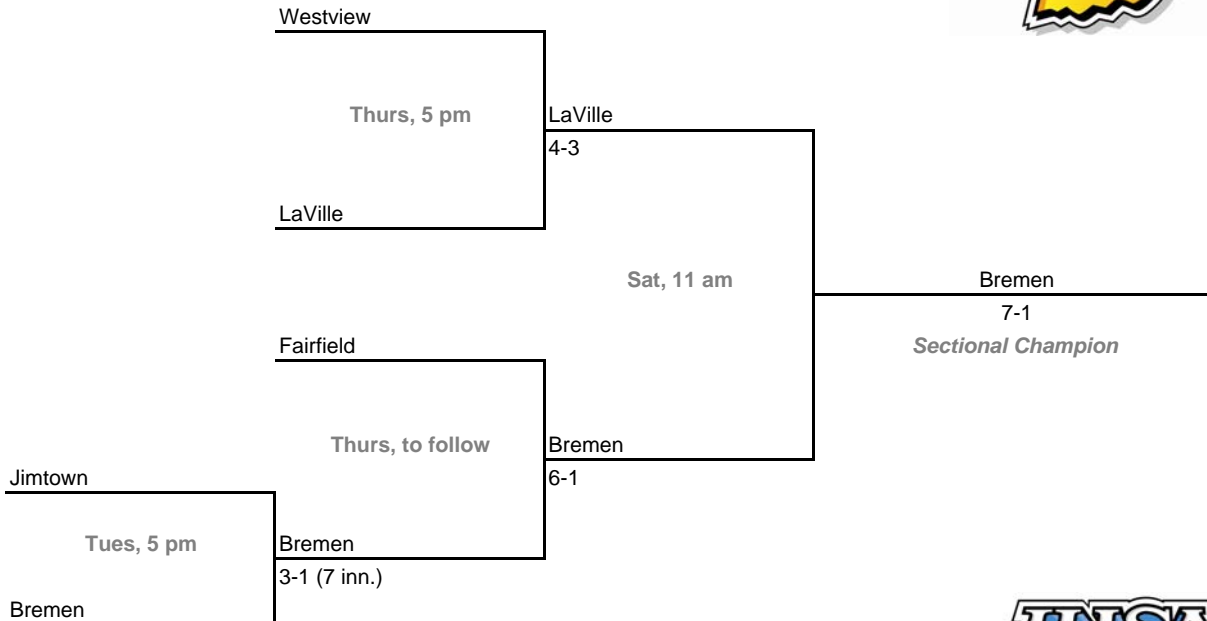 Westview
Thurs, 5 pm
LaVille
4-3
LaVille
Sat, 11 am
Bremen
7-1
Sectional Champion
Fairfield
Thurs, to follow
Bremen
6-1
Jimtown
Tues, 5 pm
Bremen
3-1 (7 inn.)
Bremen